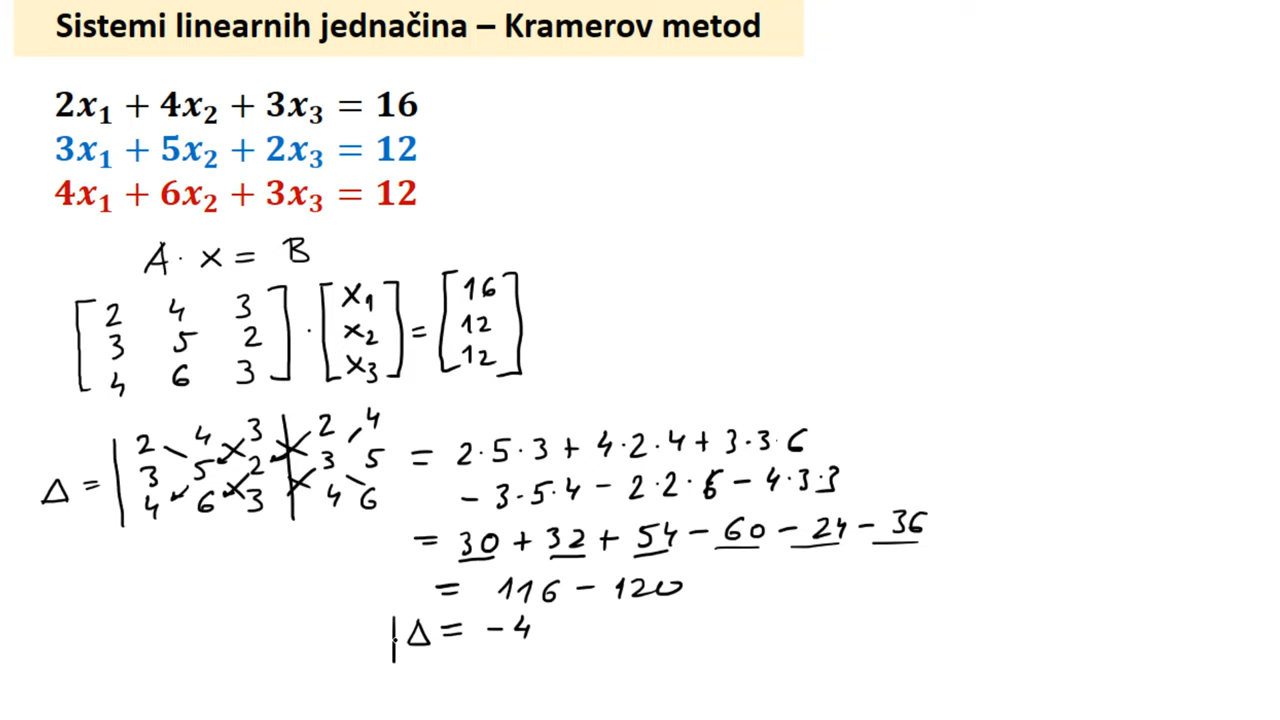 Sistemi linearnih jednačina – Kramerov metod
2x₁ + 4x₂ + 3x₃ = 16
3x₁ + 5x₂ + 2x₃ = 12
4x₁ + 6x₂ + 3x₃ = 12
A · x = B
[2 4 3] [x₁] [16]
[3 5 2] · [x₂] = [12]
[4 6 3] [x₃] [12]
| 2 4 3 | 2 4
Δ = | 3 5 2 | 3 5 = 2·5·3 + 4·2·4 + 3·3·6
| 4 6 3 | 4 6 - 3·5·4 - 2·2·6 - 4·3·3
= 30 + 32 + 54 - 60 - 24 - 36
= 116 - 120
| Δ = -4